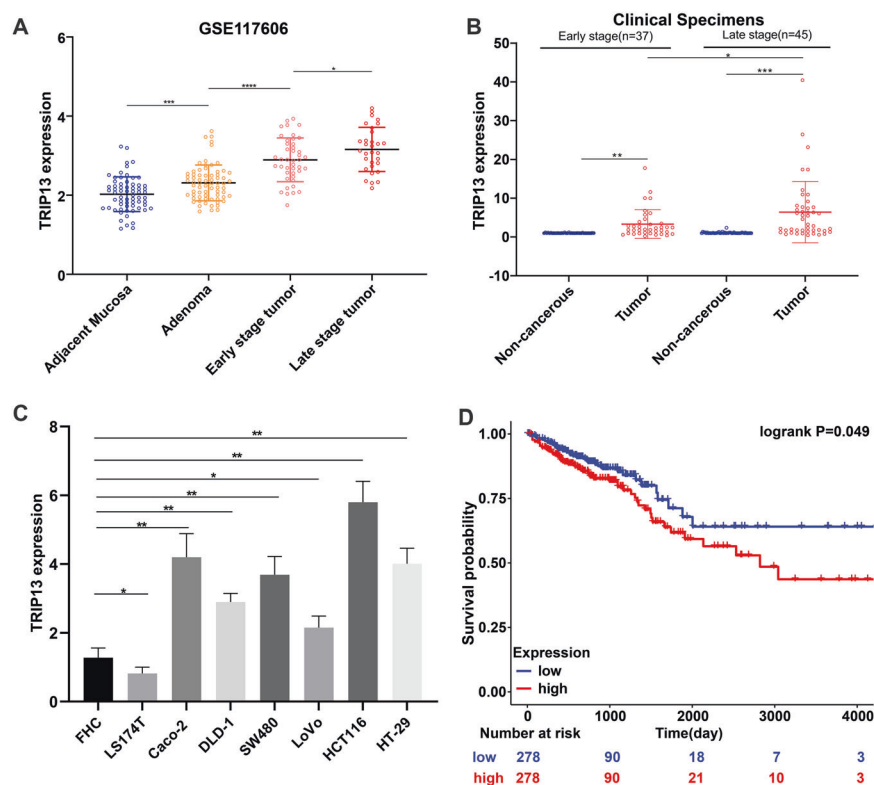 A
GSE117606
TRIP13 expression
6
4
2
0
***
****
*
Adjacent Mucosa
Adenoma
Early stage tumor
Late stage tumor
B
Clinical Specimens
Early stage(n=37)
Late stage(n=45)
TRIP13 expression
50
40
30
20
10
0
-10
*
***
**
Non-cancerous
Tumor
Non-cancerous
Tumor
C
TRIP13 expression
8
6
4
2
0
**
**
*
**
**
**
*
FHC
LS174T
Caco-2
DLD-1
SW480
LoVo
HCT116
HT-29
D
logrank P=0.049
Survival probability
1.00
0.75
0.50
0.25
0.00
Expression
low
high
0 1000 2000 3000 4000
Number at risk Time(day)
low 278 90 18 7 3
high 278 90 21 10 3